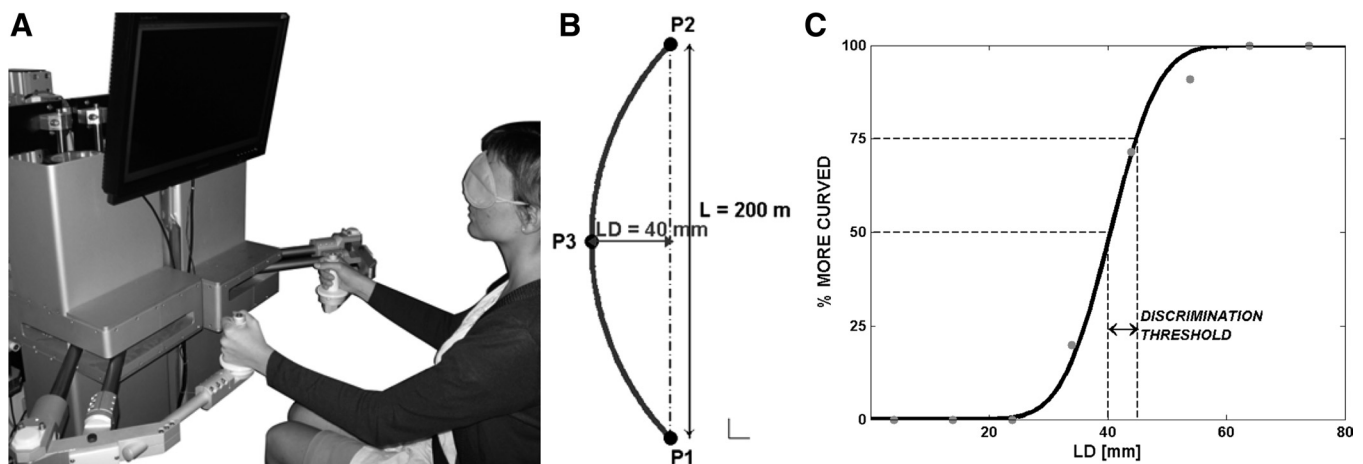 A
B
P2
L = 200 m
LD = 40 mm
P3
P1
C
100
75
50
25
0
% MORE CURVED
DISCRIMINATION
THRESHOLD
20
40
60
80
LD [mm]